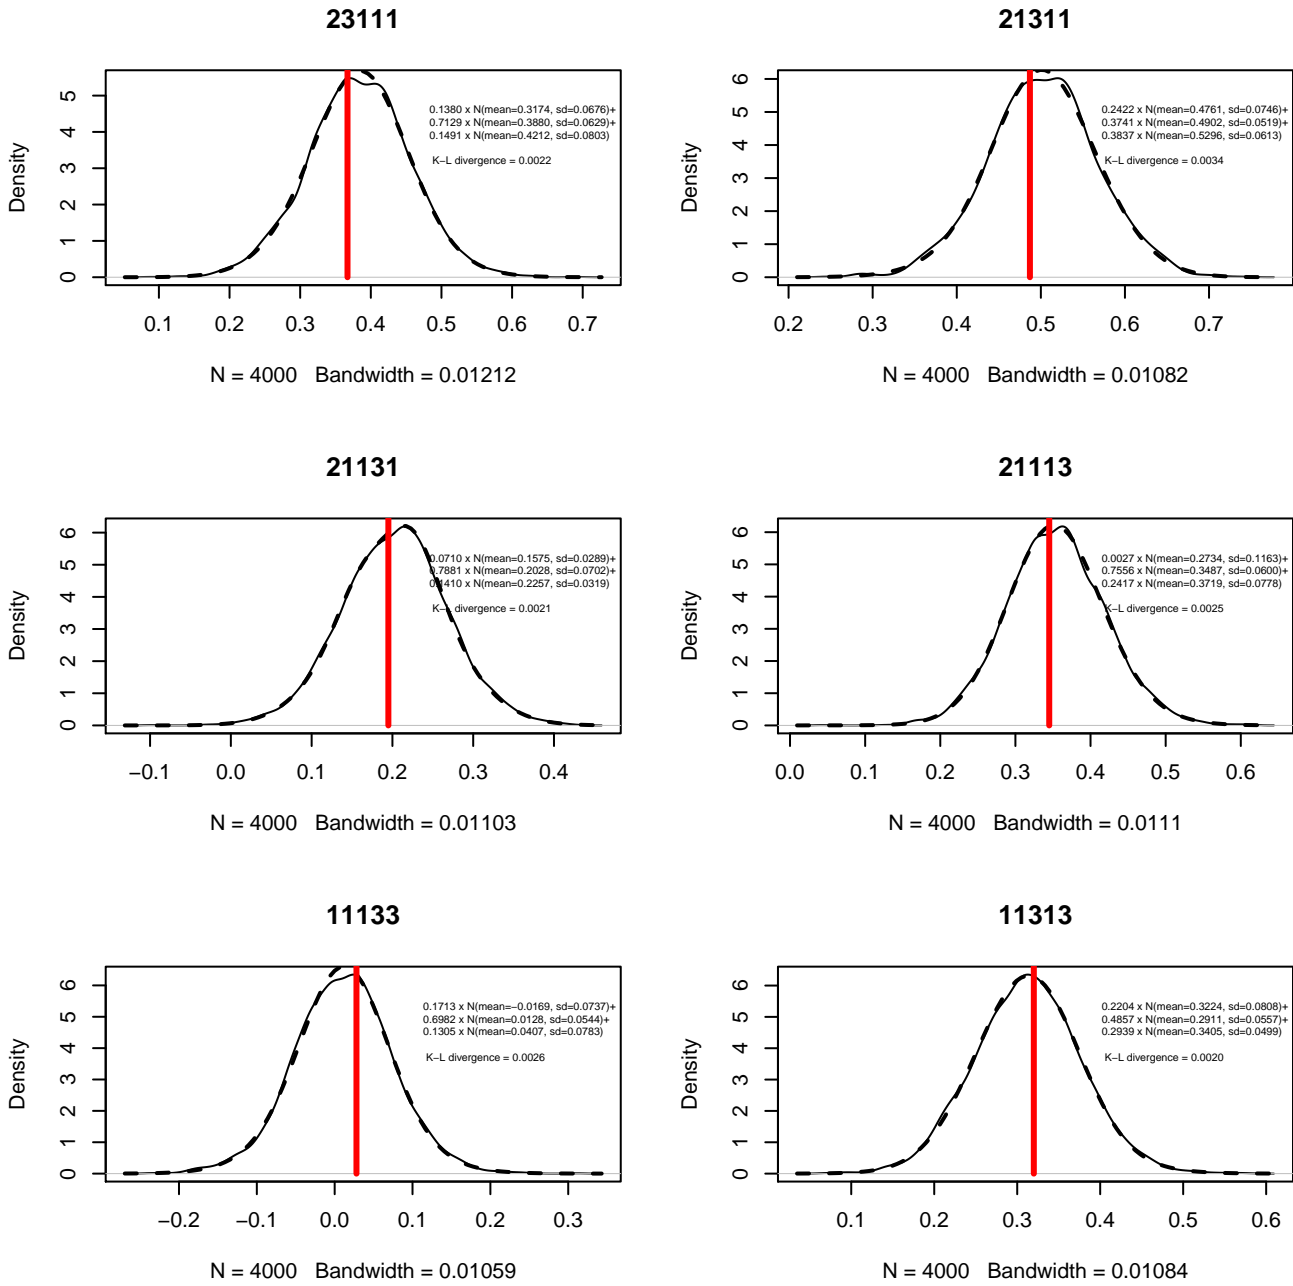 23111
Density
0 1 2 3 4 5
0.1380 x N(mean=0.3174, sd=0.0676)+
0.7129 x N(mean=0.3880, sd=0.0629)+
0.1491 x N(mean=0.4212, sd=0.0803)
K−L divergence = 0.0022
0.1 0.2 0.3 0.4 0.5 0.6 0.7
N = 4000 Bandwidth = 0.01212
21311
Density
0 1 2 3 4 5 6
0.2422 x N(mean=0.4761, sd=0.0746)+
0.3741 x N(mean=0.4902, sd=0.0519)+
0.3837 x N(mean=0.5296, sd=0.0613)
K−L divergence = 0.0034
0.2 0.3 0.4 0.5 0.6 0.7
N = 4000 Bandwidth = 0.01082
21131
Density
0 1 2 3 4 5 6
0.0710 x N(mean=0.1575, sd=0.0289)+
0.7881 x N(mean=0.2028, sd=0.0702)+
0.1410 x N(mean=0.2257, sd=0.0319)
K−L divergence = 0.0021
−0.1 0.0 0.1 0.2 0.3 0.4
N = 4000 Bandwidth = 0.01103
21113
Density
0 1 2 3 4 5 6
0.0027 x N(mean=0.2734, sd=0.1163)+
0.7556 x N(mean=0.3487, sd=0.0600)+
0.2417 x N(mean=0.3719, sd=0.0778)
K−L divergence = 0.0025
0.0 0.1 0.2 0.3 0.4 0.5 0.6
N = 4000 Bandwidth = 0.0111
11133
Density
0 1 2 3 4 5 6
0.1713 x N(mean=−0.0169, sd=0.0737)+
0.6982 x N(mean=0.0128, sd=0.0544)+
0.1305 x N(mean=0.0407, sd=0.0783)
K−L divergence = 0.0026
−0.2 −0.1 0.0 0.1 0.2 0.3
N = 4000 Bandwidth = 0.01059
11313
Density
0 1 2 3 4 5 6
0.2204 x N(mean=0.3224, sd=0.0808)+
0.4857 x N(mean=0.2911, sd=0.0557)+
0.2939 x N(mean=0.3405, sd=0.0499)
K−L divergence = 0.0020
0.1 0.2 0.3 0.4 0.5 0.6
N = 4000 Bandwidth = 0.01084